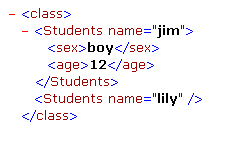 - <class>
- <Students name="jim">
<sex>boy</sex>
<age>12</age>
</Students>
<Students name="lily" />
</class>